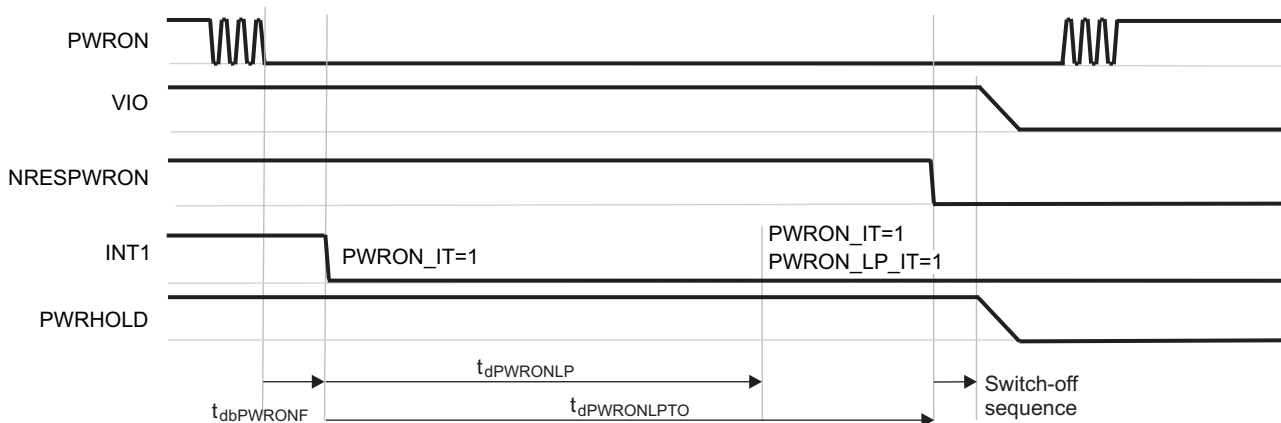 PWRON
VIO
NRESPWRON
INT1
PWRON_IT=1
PWRON_IT=1
PWRON_LP_IT=1
PWRHOLD
tdPWRONLP
tdbPWRONF
tdPWRONLPTO
Switch-off
sequence